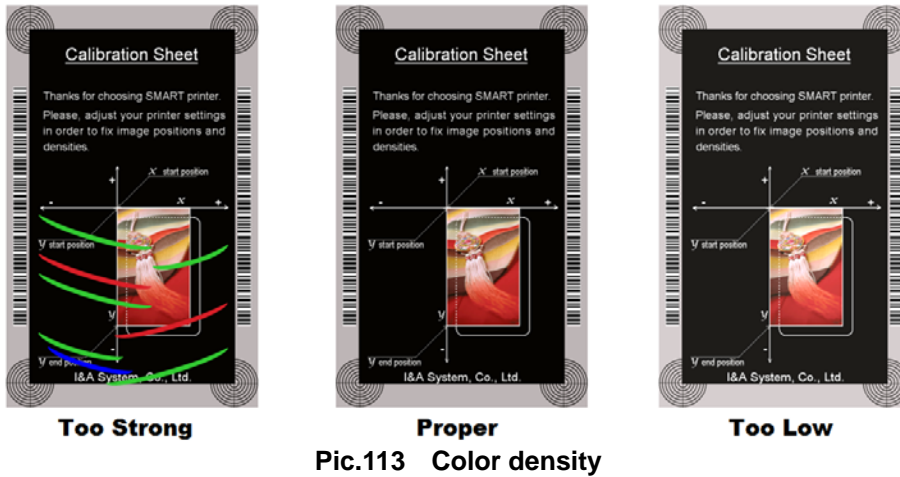 Calibration Sheet
Thanks for choosing SMART printer.
Please, adjust your printer settings
in order to fix image positions and
densities.
x start position
+
- x +
y start position
y
-
y end position
I&A System, Co., Ltd.
Too Strong
Calibration Sheet
Thanks for choosing SMART printer.
Please, adjust your printer settings
in order to fix image positions and
densities.
x start position
+
- x +
y start position
y
-
y end position
I&A System, Co., Ltd.
Proper
Calibration Sheet
Thanks for choosing SMART printer.
Please, adjust your printer settings
in order to fix image positions and
densities.
x start position
+
- x +
y start position
y
-
y end position
I&A System, Co., Ltd.
Too Low
Pic.113 Color density